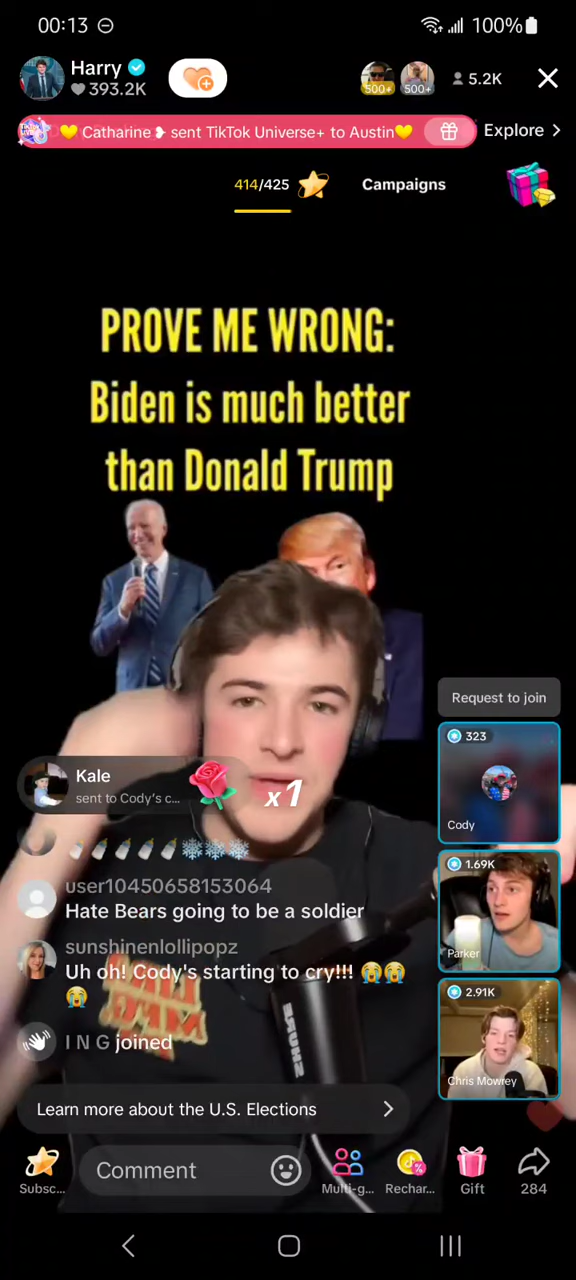 00:13
100%
Harry
393.2K
500+
500+
5.2K
Catharine ❥ sent TikTok Universe+ to Austin
Explore >
414/425
Campaigns
PROVE ME WRONG:
Biden is much better
than Donald Trump
Request to join
323
Cody
Kale
sent to Cody's c...
x1
🍼🍼🍼🍼🍼❄️❄️❄️
1.69K
user10450658153064
Hate Bears going to be a soldier
Parker
sunshinenlollipopz
Uh oh! Cody's starting to cry!!! 😭😭
😭
2.91K
SHURE
I N G joined
Chris Mowrey
Learn more about the U.S. Elections >
Comment
Subsc...
Multi-g...
Rechar...
Gift
284